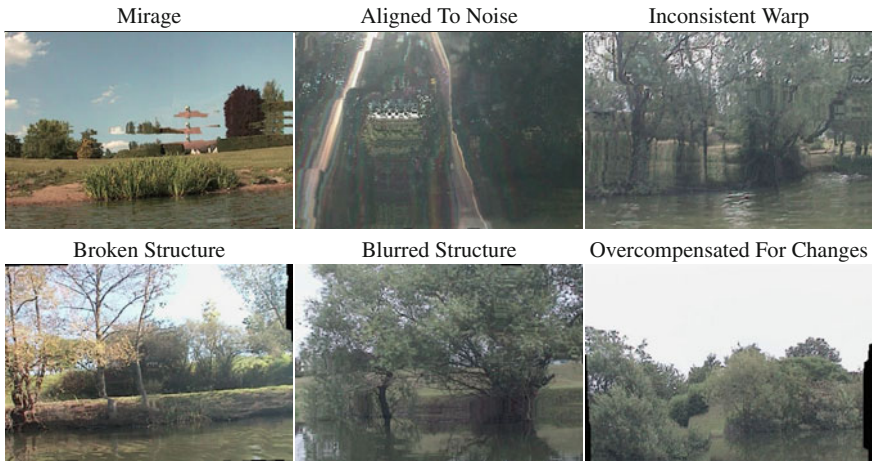 Mirage
Aligned To Noise
Inconsistent Warp
Broken Structure
Blurred Structure
Overcompensated For Changes